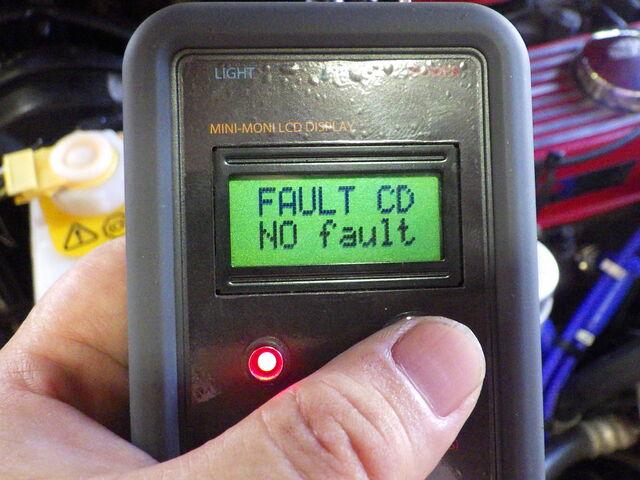 LIGHT
MINI-MONI LCD DISPLAY
FAULT CD
NO fault